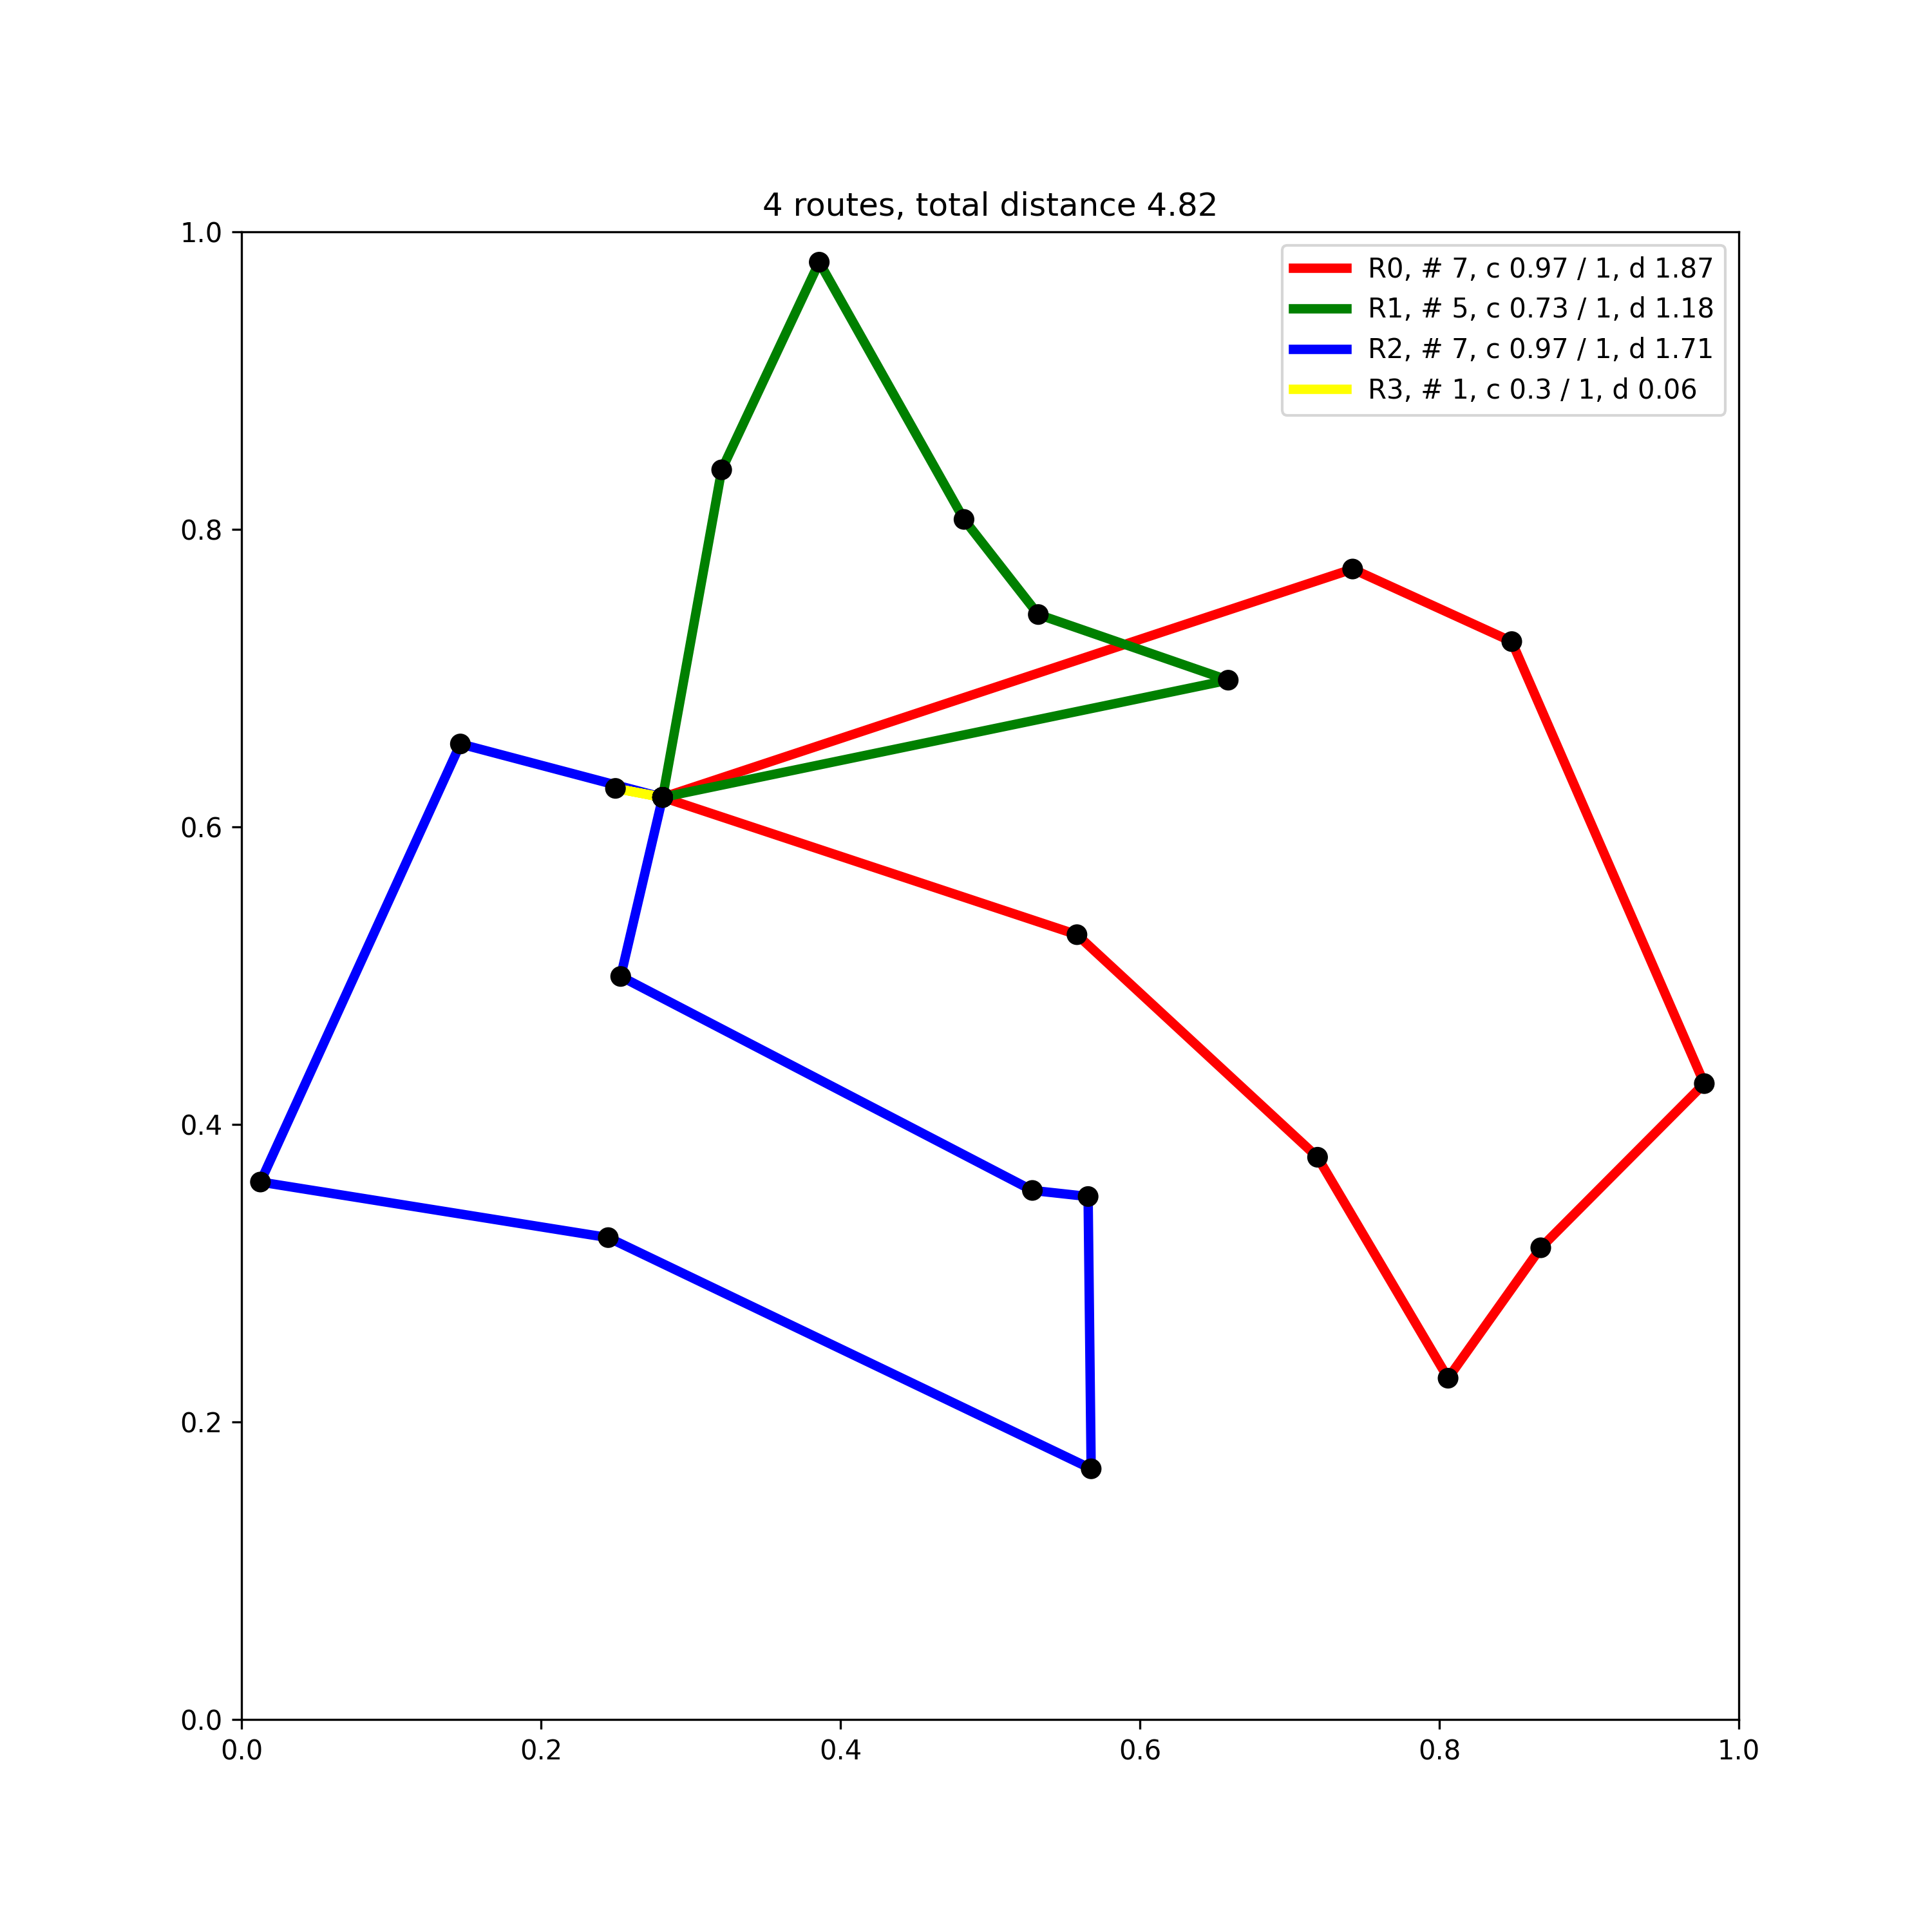 4 routes, total distance 4.82
R0, # 7, c 0.97 / 1, d 1.87
R1, # 5, c 0.73 / 1, d 1.18
R2, # 7, c 0.97 / 1, d 1.71
R3, # 1, c 0.3 / 1, d 0.06
1.0
0.8
0.6
0.4
0.2
0.0
0.0 0.2 0.4 0.6 0.8 1.0